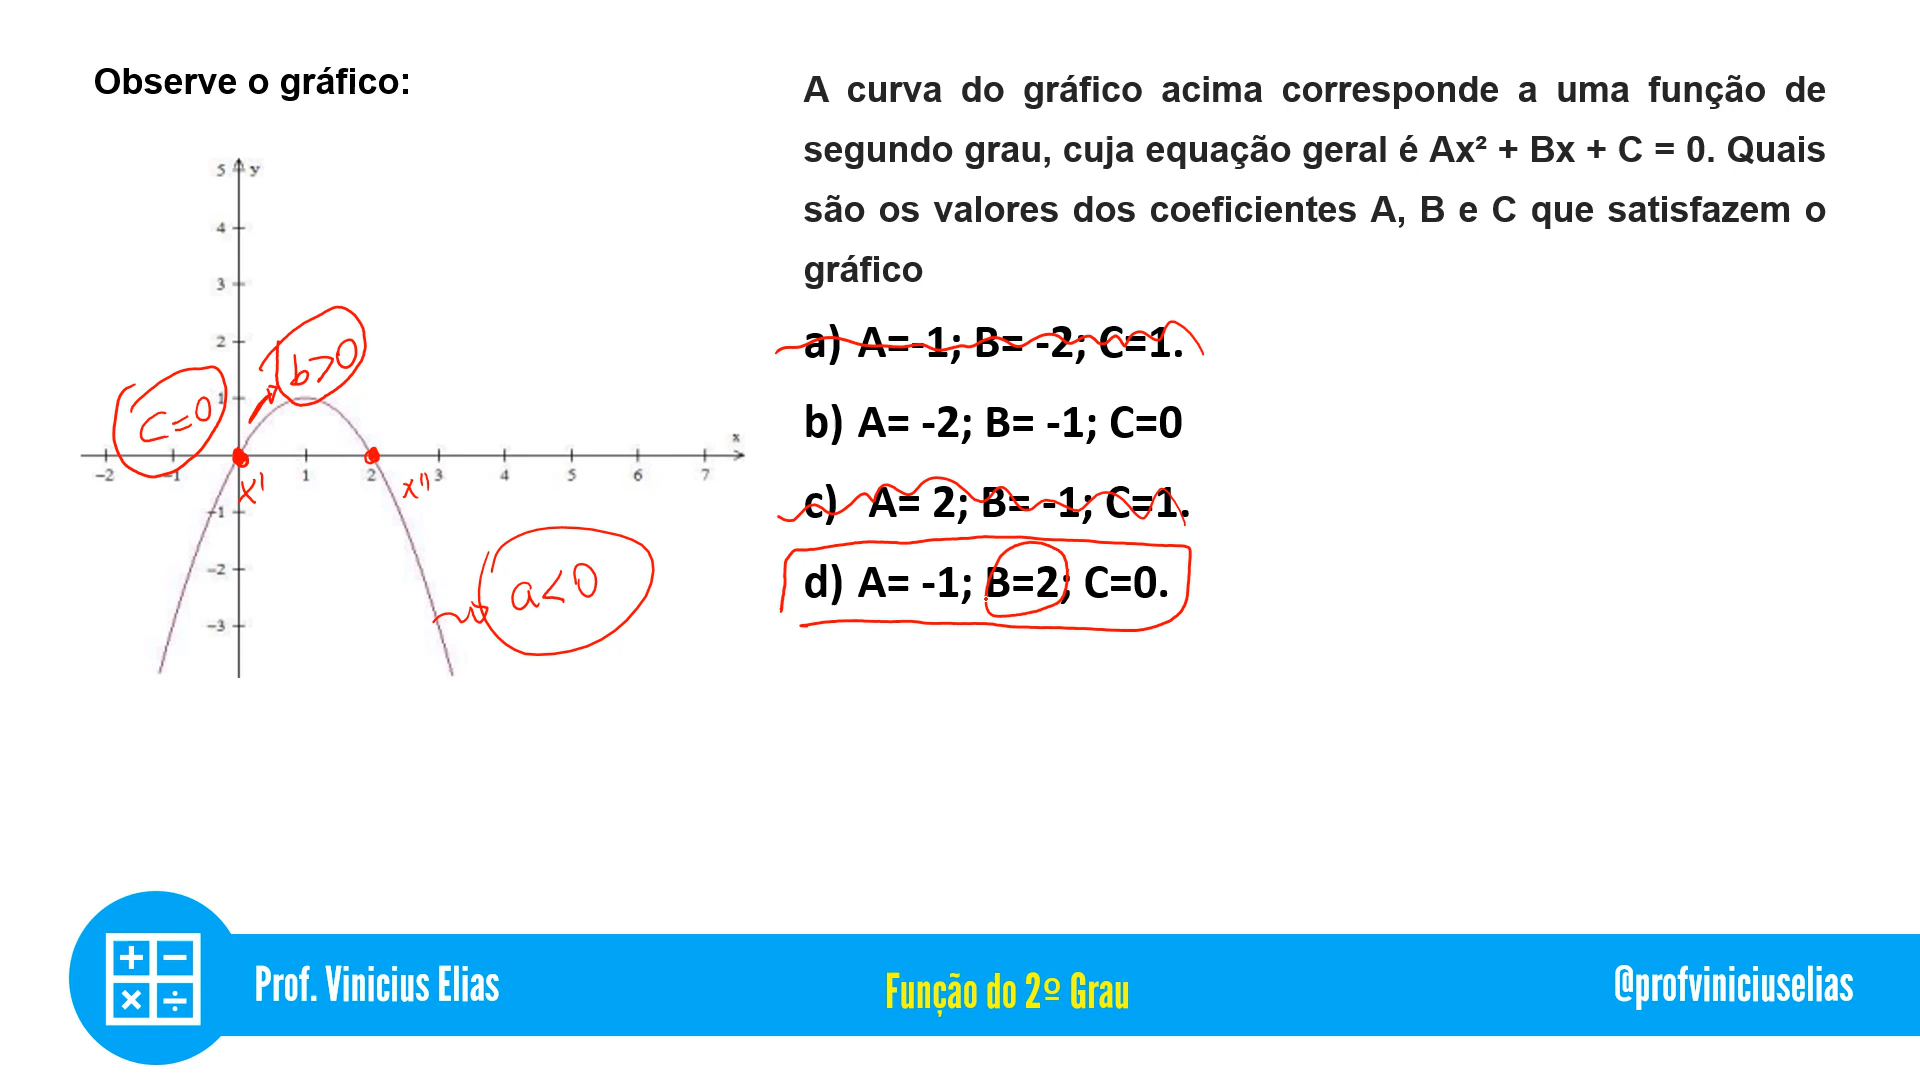 Observe o gráfico:
A curva do gráfico acima corresponde a uma função de
segundo grau, cuja equação geral é Ax² + Bx + C = 0. Quais
são os valores dos coeficientes A, B e C que satisfazem o
gráfico
a) A=-1; B= -2; C=1.
b) A= -2; B= -1; C=0
c) A= 2; B= -1; C=1.
d) A= -1; B=2; C=0.
5 y
4
3
2
1
x
-2 -1 1 2 3 4 5 6 7
-1
-2
-3
b>0
C=0
x' x"
a<0
Prof. Vinicius Elias
Função do 2º Grau
@profviniciuselias
+ −
× ÷